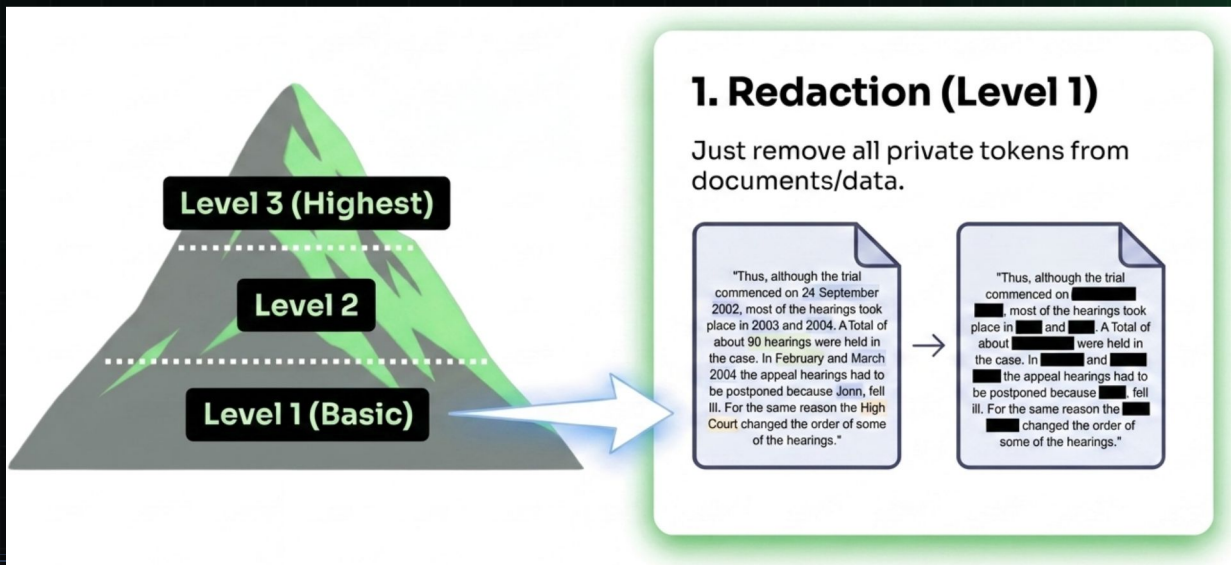 Level 3 (Highest)
Level 2
Level 1 (Basic)
1. Redaction (Level 1)
Just remove all private tokens from
documents/data.
"Thus, although the trial
commenced on 24 September
2002, most of the hearings took
place in 2003 and 2004. A Total of
about 90 hearings were held in
the case. In February and March
2004 the appeal hearings had to
be postponed because Jonn, fell
Ill. For the same reason the High
Court changed the order of some
of the hearings."
"Thus, although the trial
commenced on
, most of the hearings took
place in and . A Total of
about were held in
the case. In and
the appeal hearings had to
be postponed because , fell
ill. For the same reason the
changed the order of
some of the hearings."